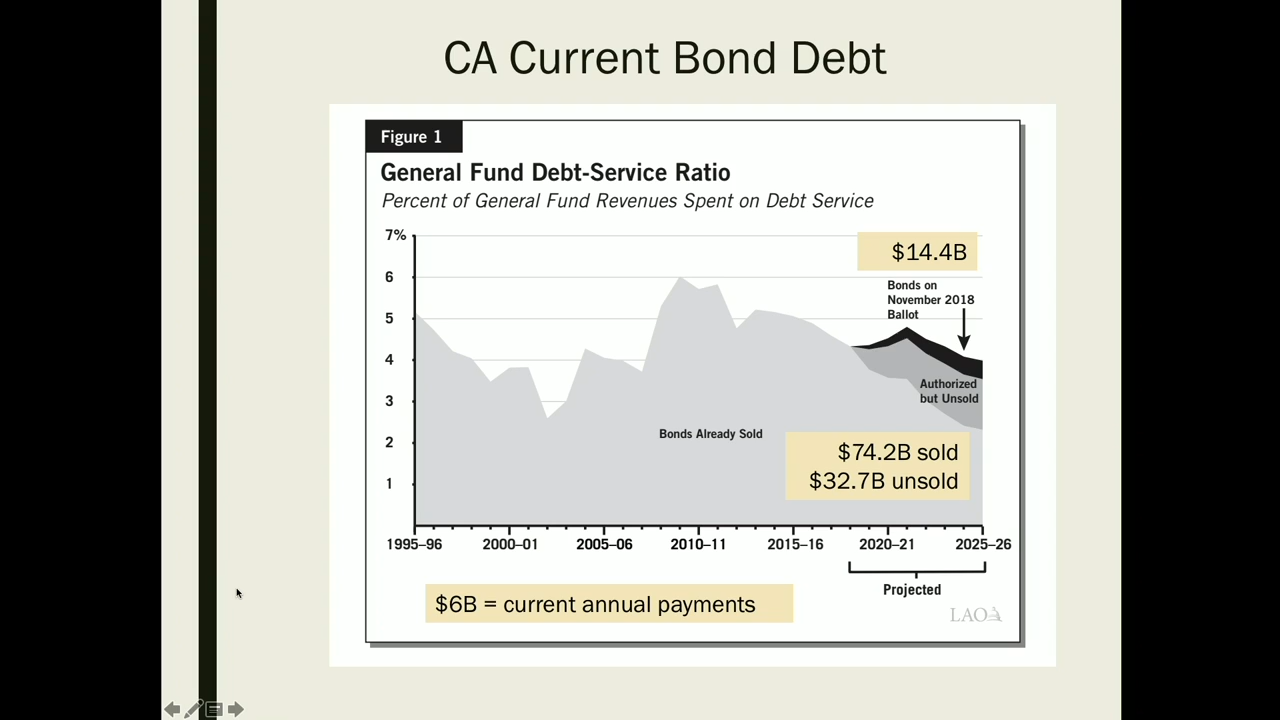 CA Current Bond Debt
Figure 1
General Fund Debt-Service Ratio
Percent of General Fund Revenues Spent on Debt Service
7%
6
5
4
3
2
1
$14.4B
Bonds on
November 2018
Ballot
Authorized
but Unsold
Bonds Already Sold
$74.2B sold
$32.7B unsold
1995–96
2000–01
2005–06
2010–11
2015–16
2020–21
2025–26
Projected
$6B = current annual payments
LAO